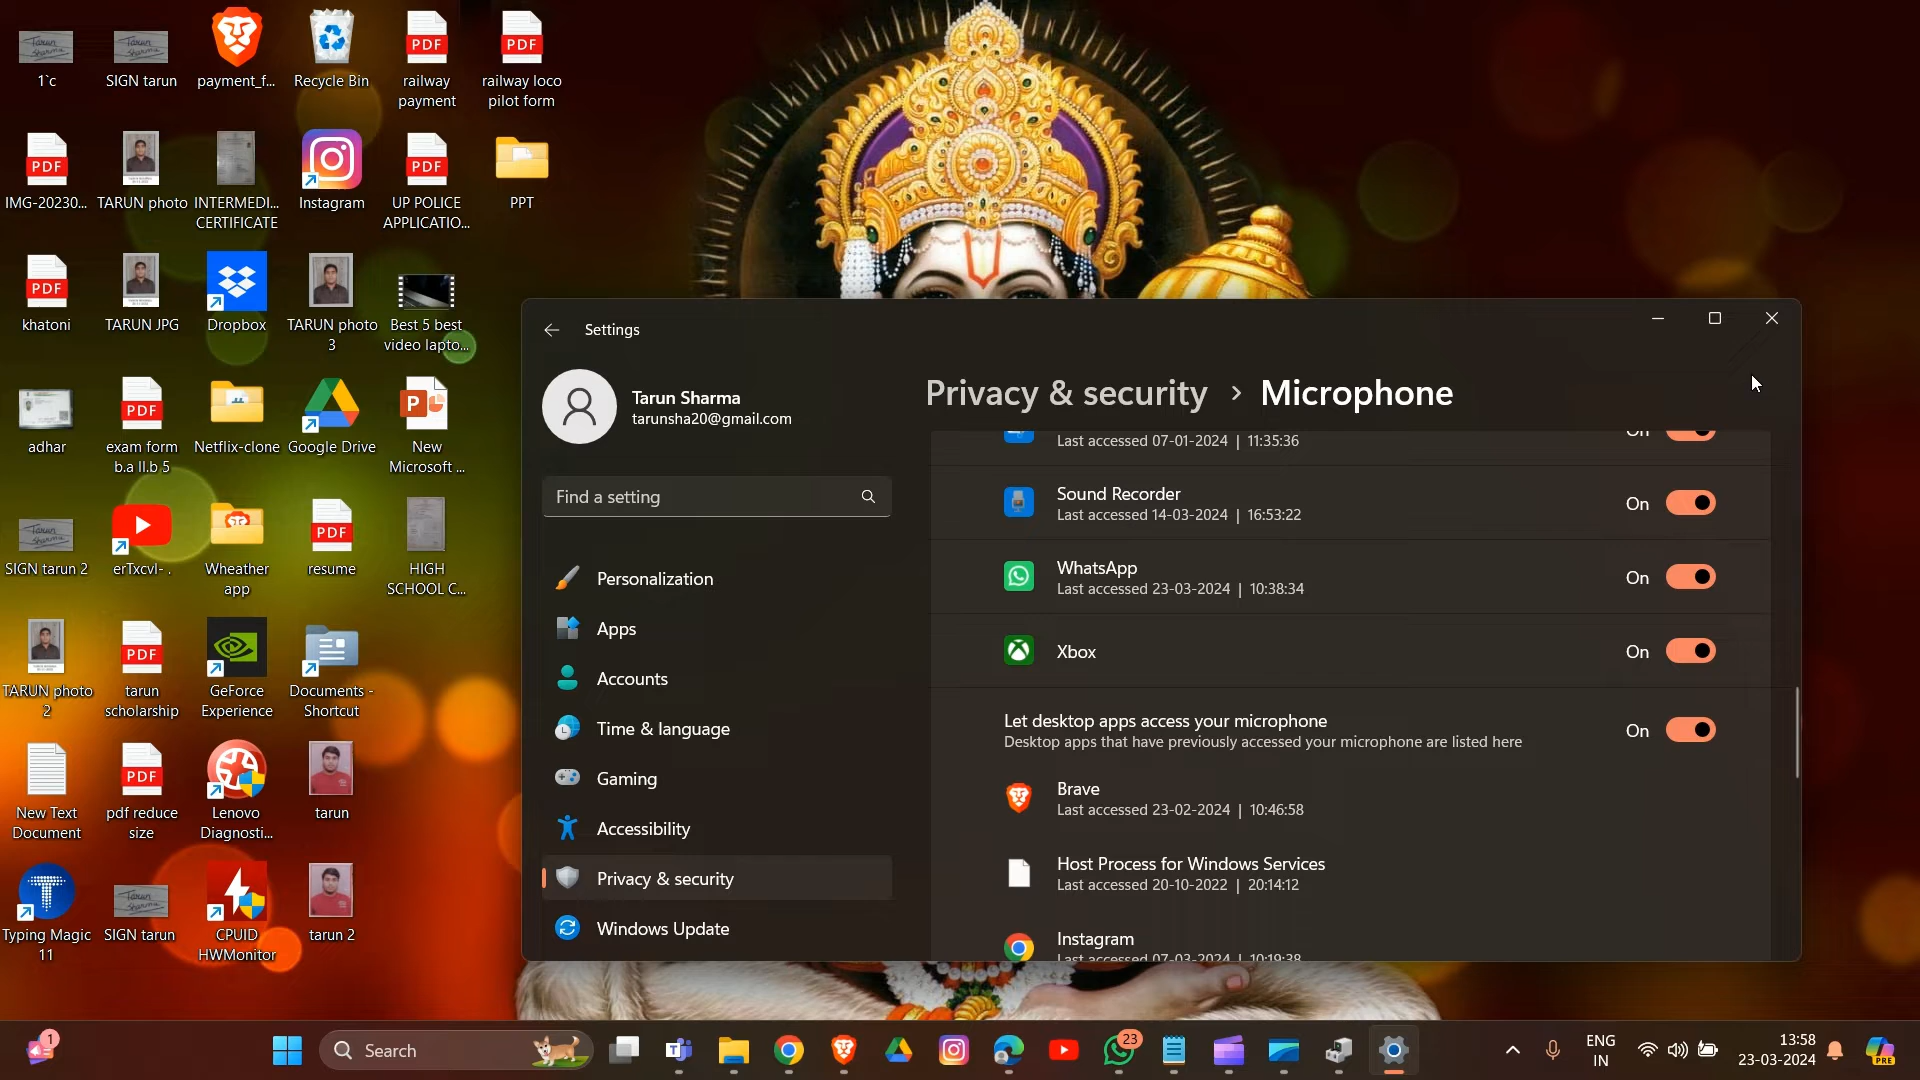 1`c
SIGN tarun
payment_f...
Recycle Bin
railway
payment
railway loco
pilot form
IMG-20230...
TARUN photo
INTERMEDI...
CERTIFICATE
Instagram
UP POLICE
APPLICATIO...
PPT
khatoni
TARUN JPG
Dropbox
TARUN photo
3
Best 5 best
video lapto...
adhar
exam form
b.a ll.b 5
Netflix-clone
Google Drive
New
Microsoft ...
SIGN tarun 2
erTxcvI- .
Wheather
app
resume
HIGH
SCHOOL C...
TARUN photo
2
tarun
scholarship
GeForce
Experience
Documents -
Shortcut
New Text
Document
pdf reduce
size
Lenovo
Diagnosti...
tarun
Typing Magic
11
SIGN tarun
CPUID
HWMonitor
tarun 2
Settings
Tarun Sharma
tarunsha20@gmail.com
Find a setting
Personalization
Apps
Accounts
Time & language
Gaming
Accessibility
Privacy & security
Windows Update
Privacy & security › Microphone
Last accessed 07-01-2024 | 11:35:36
On
Sound Recorder
Last accessed 14-03-2024 | 16:53:22
On
WhatsApp
Last accessed 23-03-2024 | 10:38:34
On
Xbox
On
Let desktop apps access your microphone
Desktop apps that have previously accessed your microphone are listed here
On
Brave
Last accessed 23-02-2024 | 10:46:58
Host Process for Windows Services
Last accessed 20-10-2022 | 20:14:12
Instagram
Last accessed 07-03-2024 | 10:19:38
1
Search
23
ENG
IN
13:58
23-03-2024
PRE